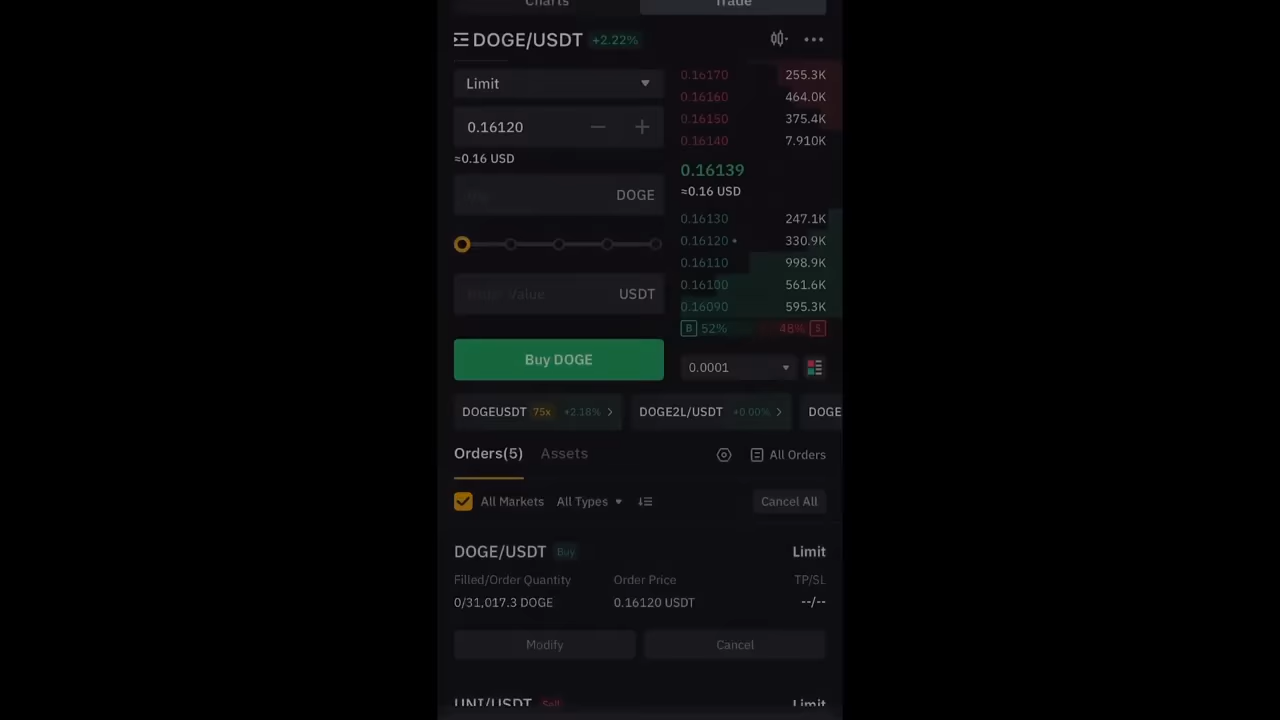 Charts Trade
DOGE/USDT +2.22%
Limit
0.16120
≈0.16 USD
DOGE
USDT
Buy DOGE
0.16170 255.3K
0.16160 464.0K
0.16150 375.4K
0.16140 7.910K
0.16139
≈0.16 USD
0.16130 247.1K
0.16120 330.9K
0.16110 998.9K
0.16100 561.6K
0.16090 595.3K
B 52% 48% S
0.0001
DOGEUSDT 75x +2.18% DOGE2L/USDT +0.00% DOGE
Orders(5) Assets All Orders
All Markets All Types Cancel All
DOGE/USDT Buy Limit
Filled/Order Quantity Order Price TP/SL
0/31,017.3 DOGE 0.16120 USDT --/--
Modify Cancel
UNI/USDT Sell Limit